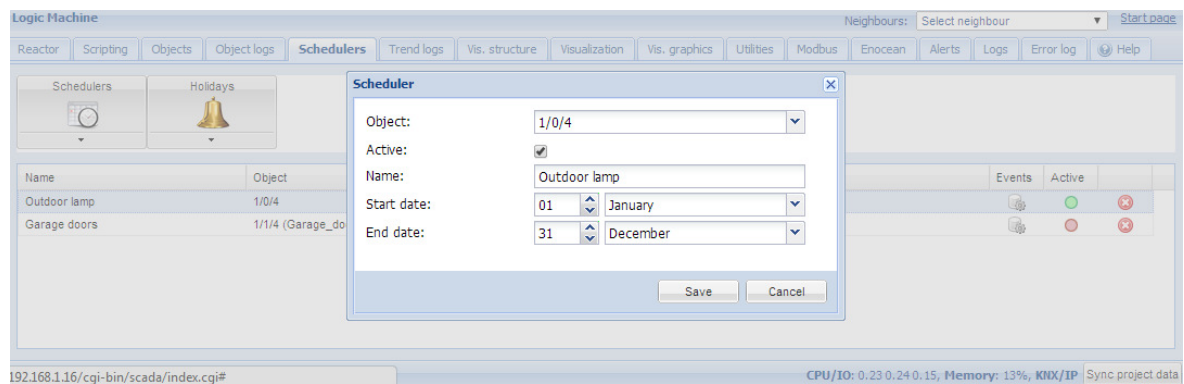 Logic Machine Neighbours: Select neighbour Start page
Reactor Scripting Objects Object logs Schedulers Trend logs Vis. structure Visualization Vis. graphics Utilities Modbus Enocean Alerts Logs Error log Help
Schedulers Holidays
Scheduler
Object: 1/0/4
Active:
Name: Outdoor lamp
Start date: 01 January
End date: 31 December
Save Cancel
Name Object Events Active
Outdoor lamp 1/0/4
Garage doors 1/1/4 (Garage_do
192.168.1.16/cgi-bin/scada/index.cgi# CPU/IO: 0.23 0.24 0.15, Memory: 13%, KNX/IP Sync project data